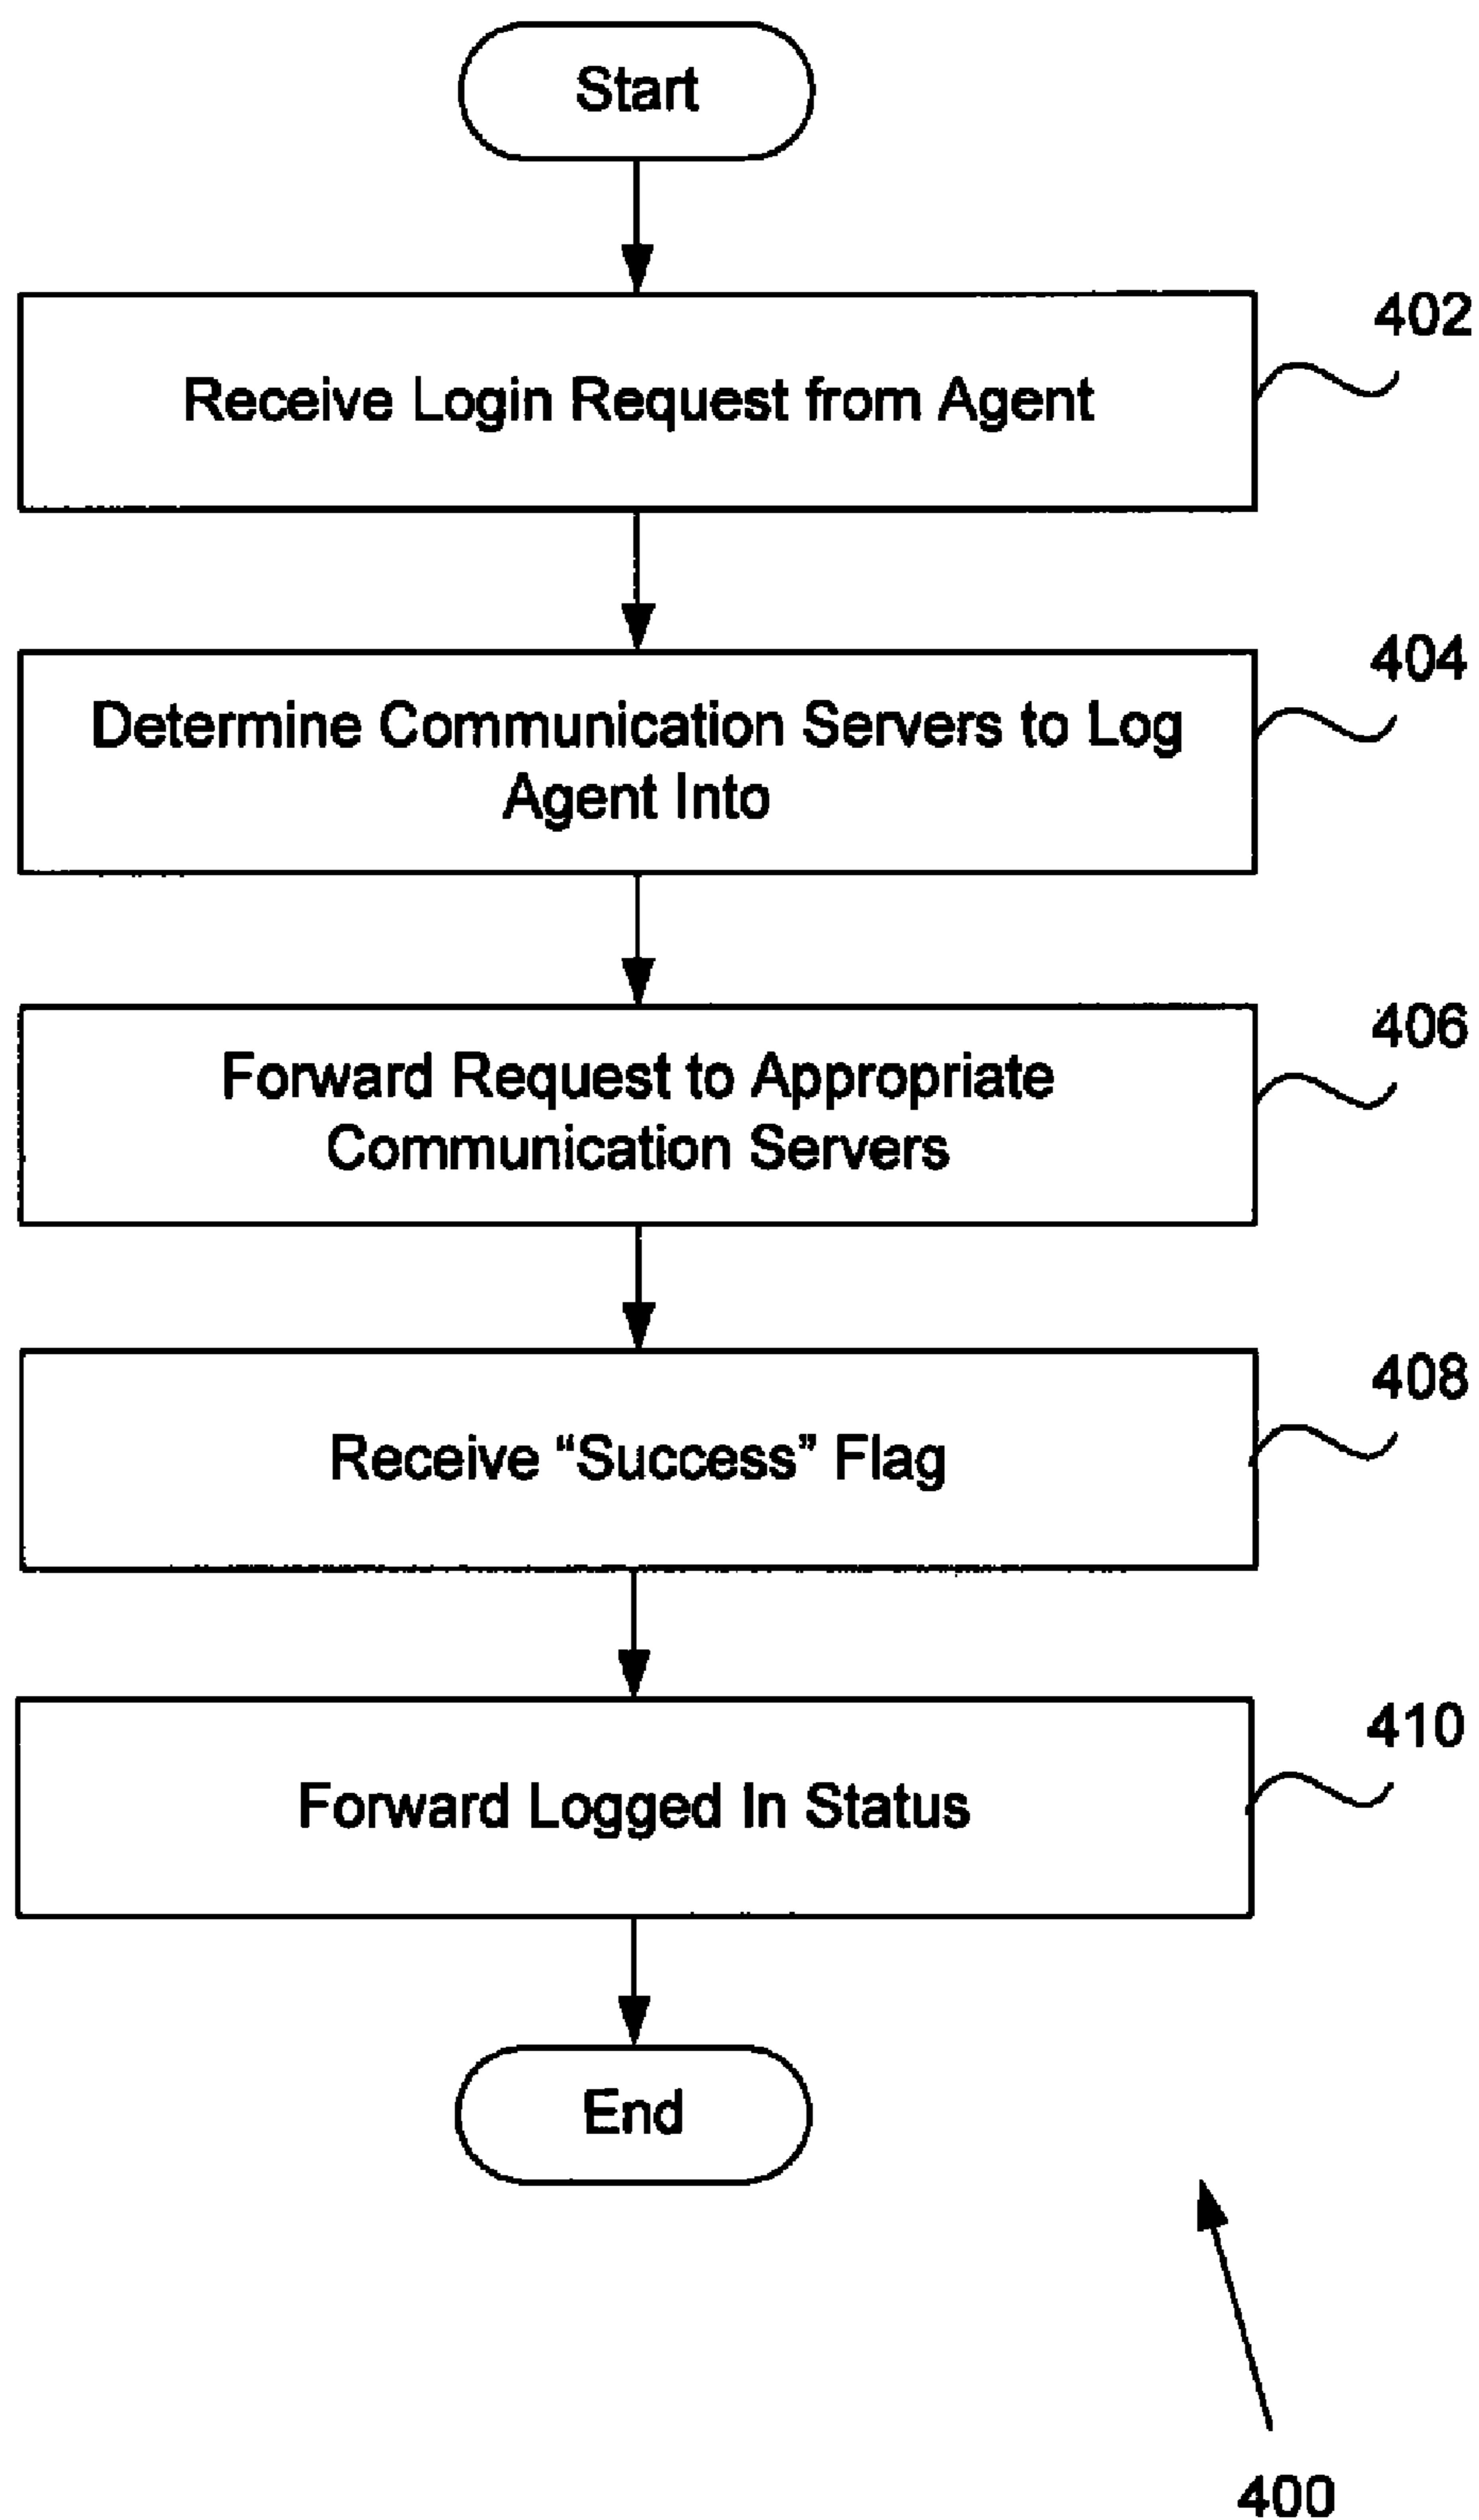 Start
402
Receive Login Request from Agent
404
Determine Communication Servers to Log
Agent Into
406
Forward Request to Appropriate
Communication Servers
408
Receive “Success” Flag
410
Forward Logged In Status
End
400